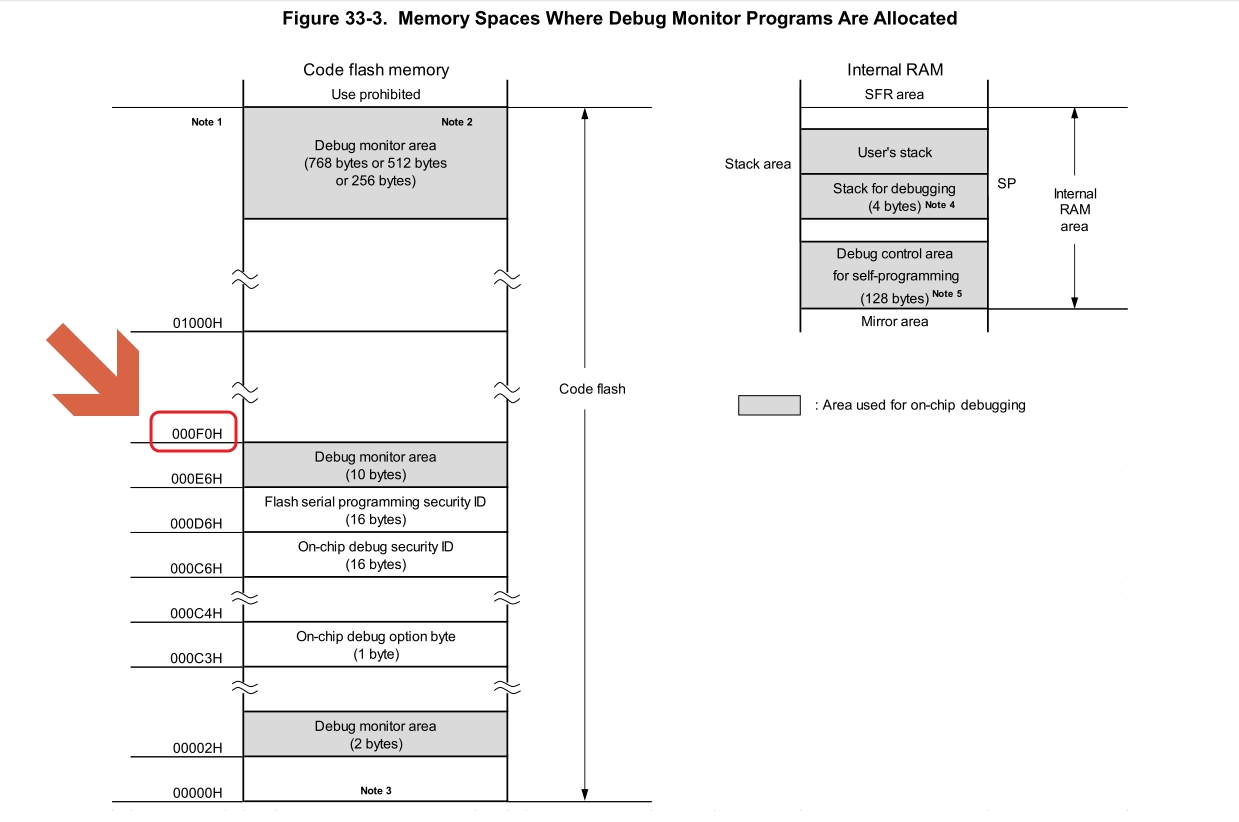 Figure 33-3. Memory Spaces Where Debug Monitor Programs Are Allocated
Code flash memory
Use prohibited
Note 1
Note 2
Debug monitor area
(768 bytes or 512 bytes
or 256 bytes)
01000H
000F0H
Debug monitor area
(10 bytes)
000E6H
Flash serial programming security ID
(16 bytes)
000D6H
On-chip debug security ID
(16 bytes)
000C6H
000C4H
On-chip debug option byte
(1 byte)
000C3H
Debug monitor area
(2 bytes)
00002H
00000H
Note 3
Code flash
Internal RAM
SFR area
Stack area
User's stack
Stack for debugging
(4 bytes) Note 4
SP
Debug control area
for self-programming
(128 bytes) Note 5
Mirror area
Internal
RAM
area
: Area used for on-chip debugging